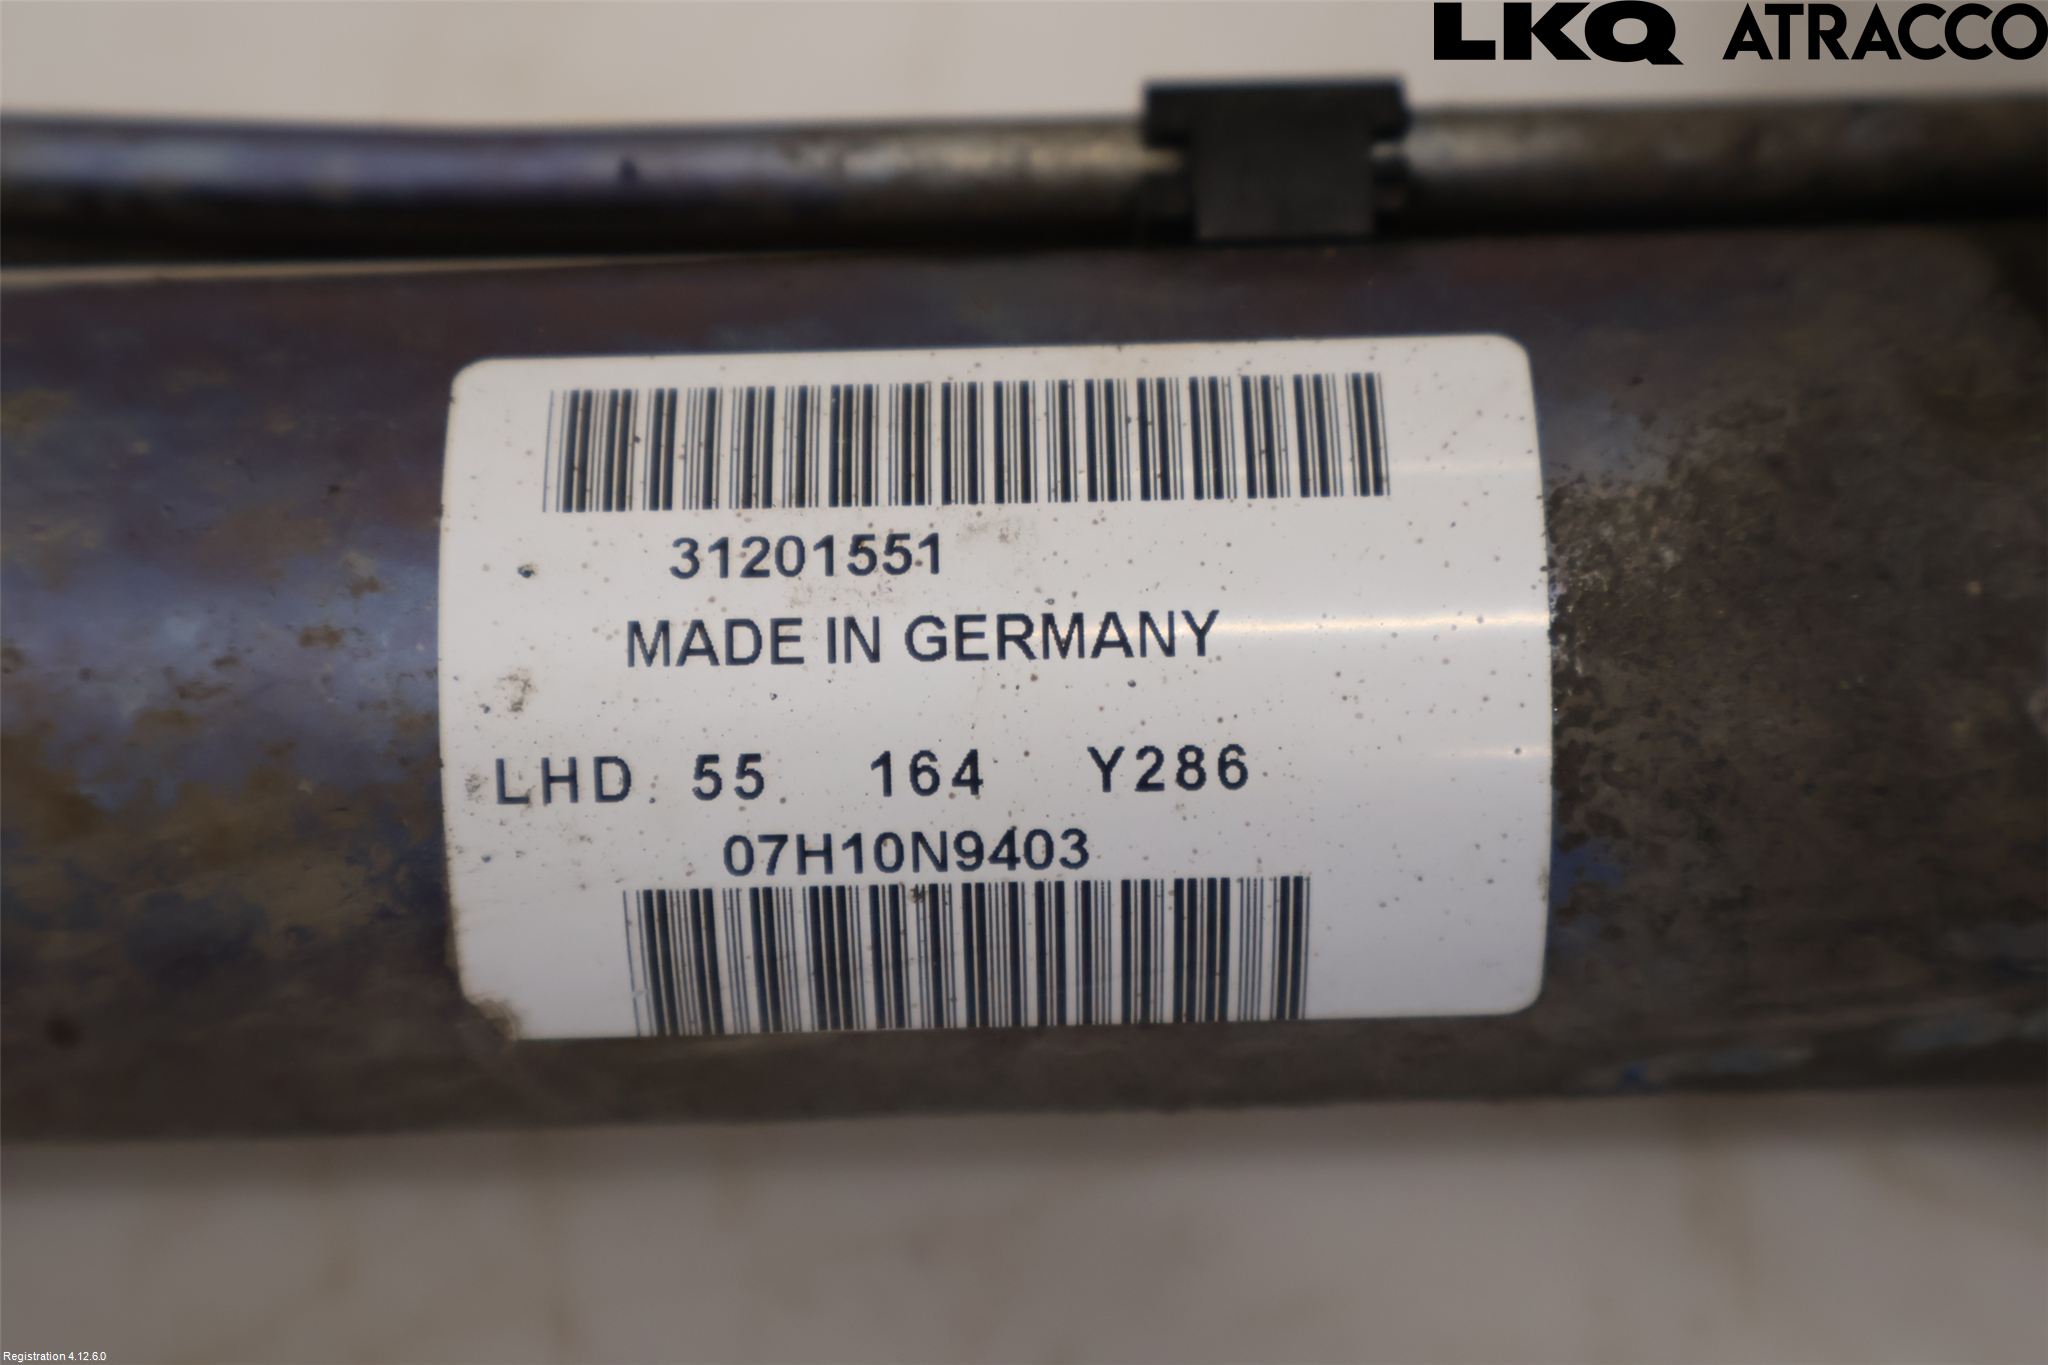 LKQ ATRACCO
31201551
MADE IN GERMANY
LHD 55 164 Y286
07H10N9403
Registration 4.12.6.0